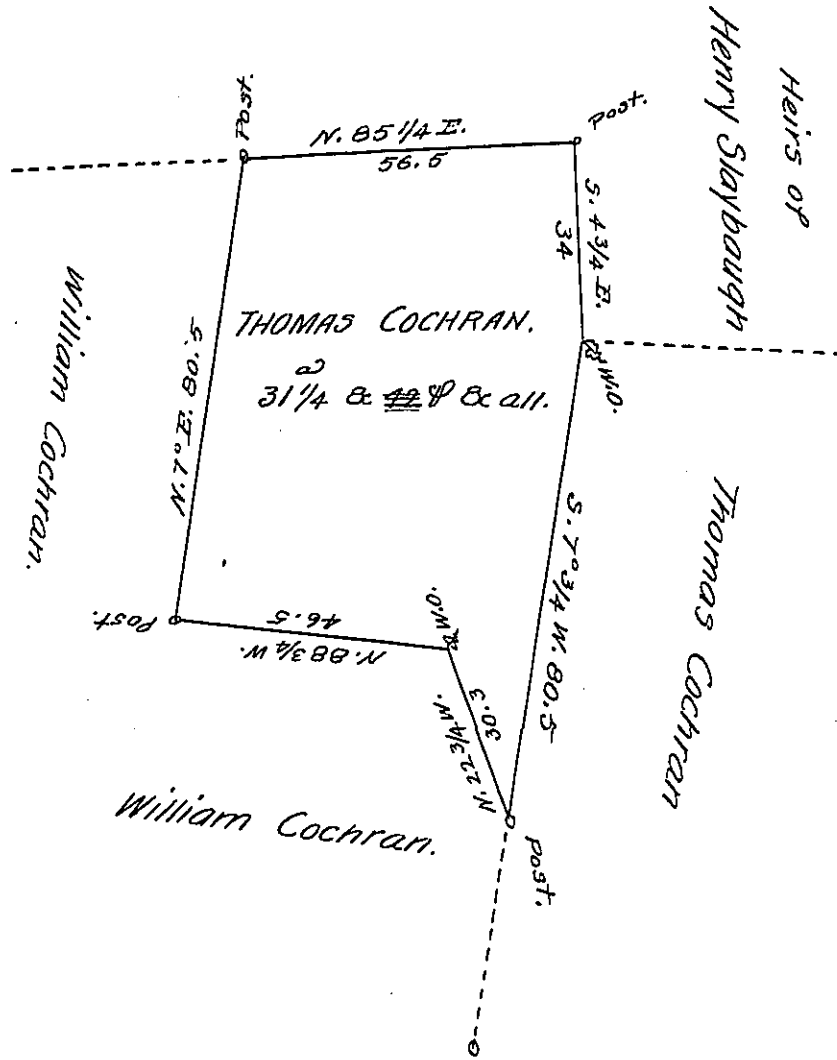 Heirs of
Henry Slaybaugh
Post.
N. 85 1/4 E.
56.5
Post.
S. 4 3/4 E.
34
William Cochran.
N. 7° E. 80.5
THOMAS COCHRAN.
a
31 1/4 & & all.
W.O.
Thomas Cochran
S. 7° 3/4 W. 80.5
Post.
46.5
N. 88 3/4 W.
W.O.
30.3
N. 22 3/4 W.
William Cochran.
Post.